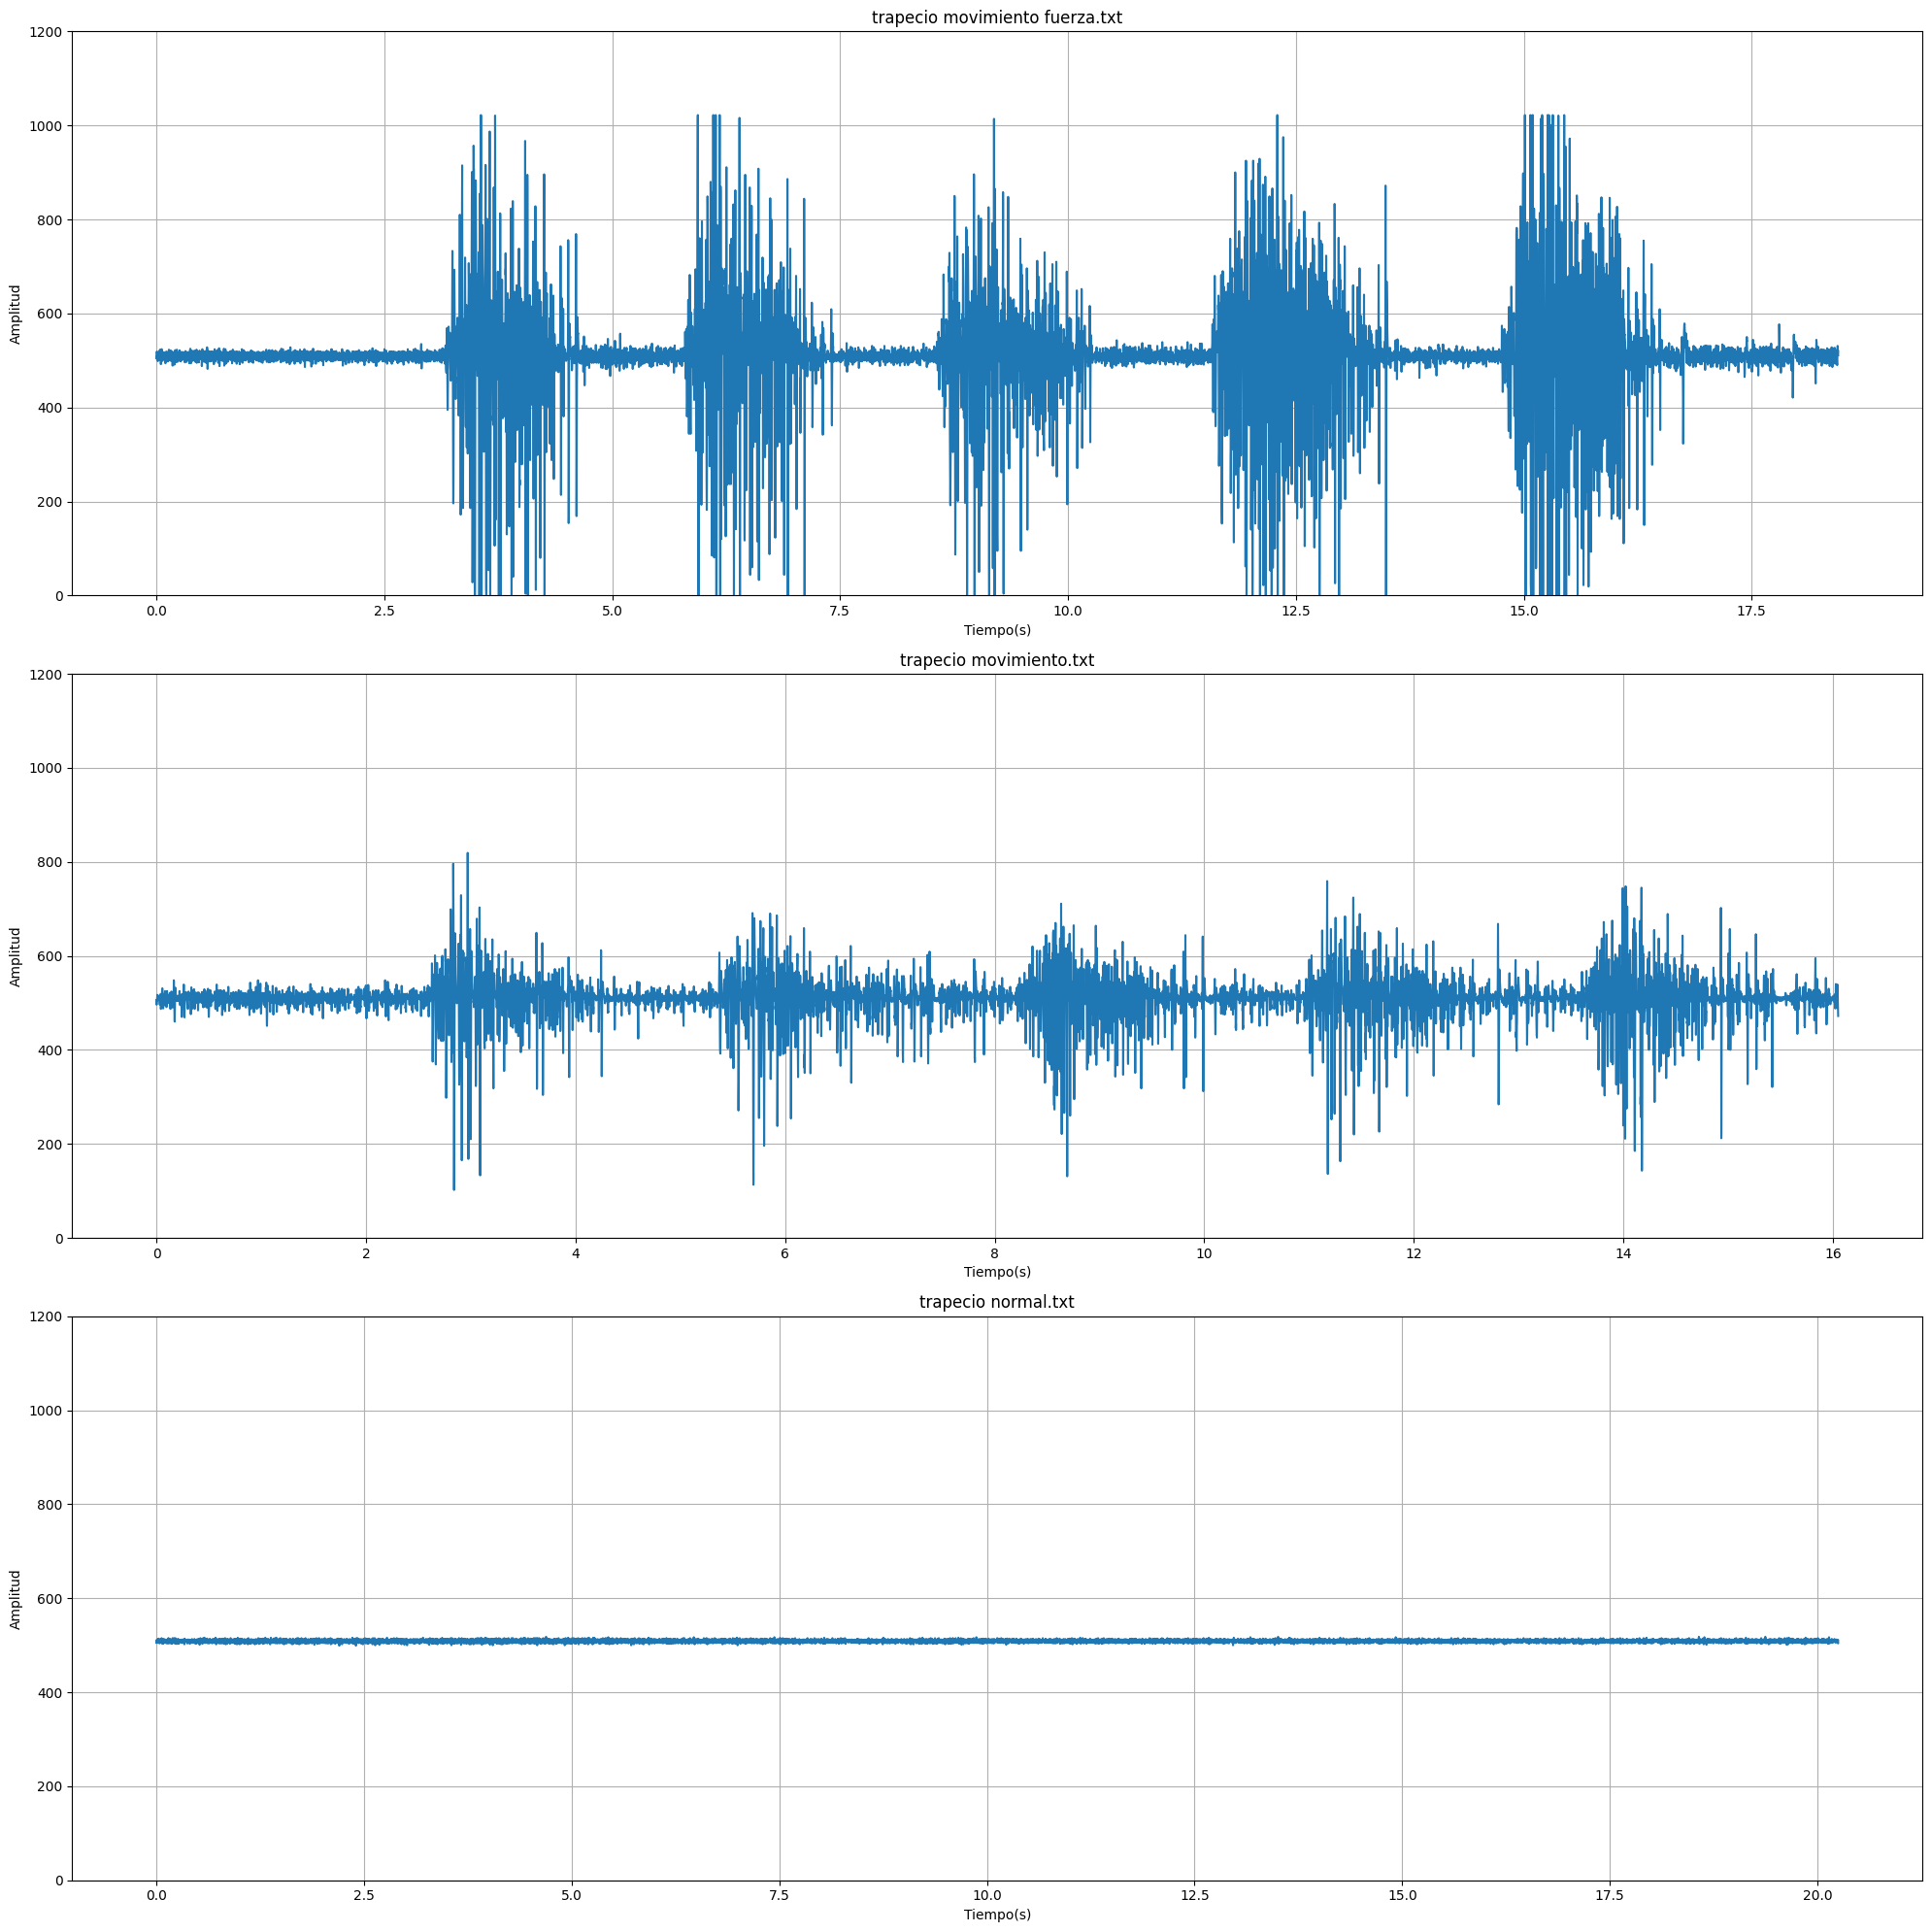 trapecio movimiento fuerza.txt
1200
1000
800
600
400
200
0
Amplitud
0.0 2.5 5.0 7.5 10.0 12.5 15.0 17.5
Tiempo(s)
trapecio movimiento.txt
1200
1000
800
600
400
200
0
Amplitud
0 2 4 6 8 10 12 14 16
Tiempo(s)
trapecio normal.txt
1200
1000
800
600
400
200
0
Amplitud
0.0 2.5 5.0 7.5 10.0 12.5 15.0 17.5 20.0
Tiempo(s)